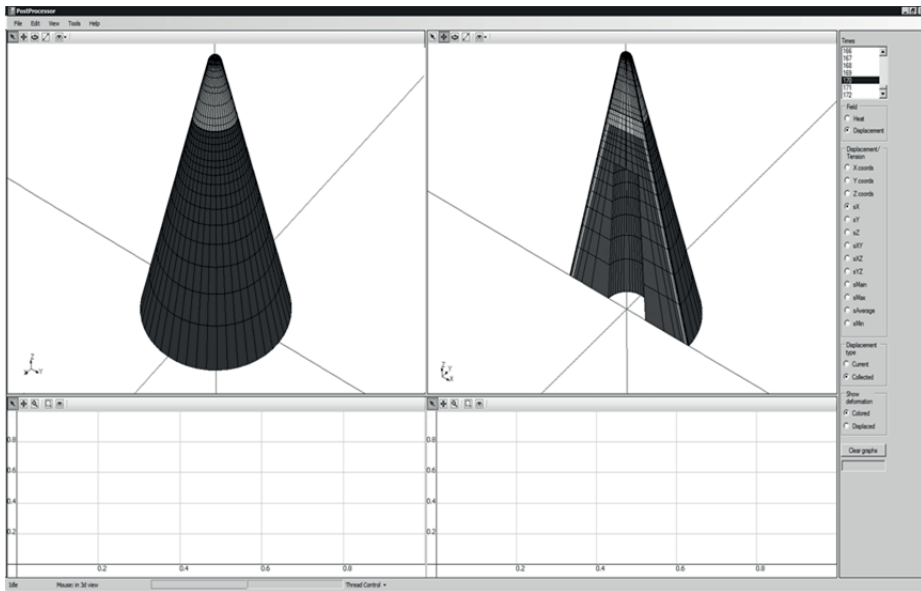 PostProcessor
File Edit View Tools Help
Times:
166
167
168
169
170
171
172
Field
Heat
Displacement
Displacement/
Tension
X coords
Y coords
Z coords
sX
sY
sZ
sXY
sXZ
sYZ
sMain
sMax
sAverage
sMin
Displacement
type
Current
Collected
Show
deformation
Colored
Displaced
Clear graphs
Z
Y
Z
Y
X
0.8
0.6
0.4
0.2
0.2 0.4 0.6 0.8
0.8
0.6
0.4
0.2
0.2 0.4 0.6 0.8
Idle Mouse: in 3d view Thread Control